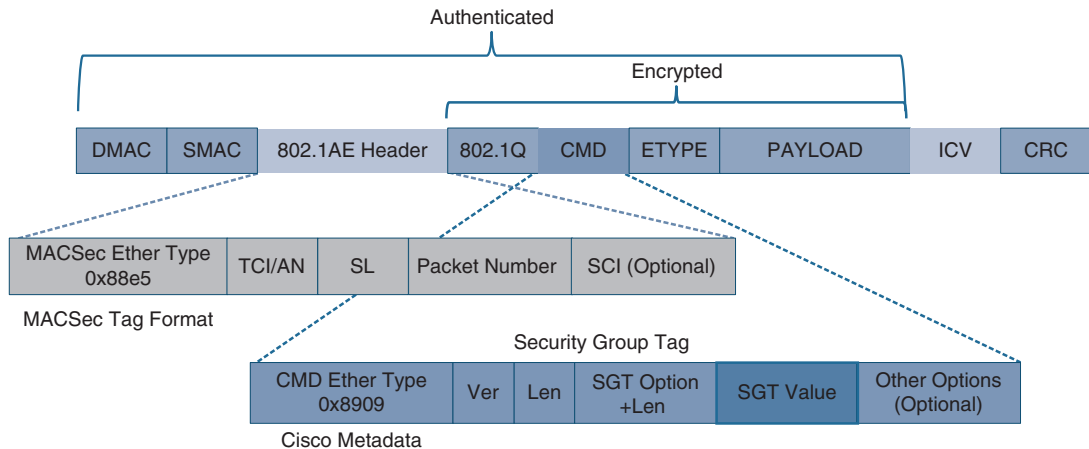 Authenticated
Encrypted
DMAC SMAC 802.1AE Header 802.1Q CMD ETYPE PAYLOAD ICV CRC
MACSec Ether Type
0x88e5
TCI/AN
SL
Packet Number
SCI (Optional)
MACSec Tag Format
Security Group Tag
CMD Ether Type
0x8909
Ver
Len
SGT Option
+Len
SGT Value
Other Options
(Optional)
Cisco Metadata